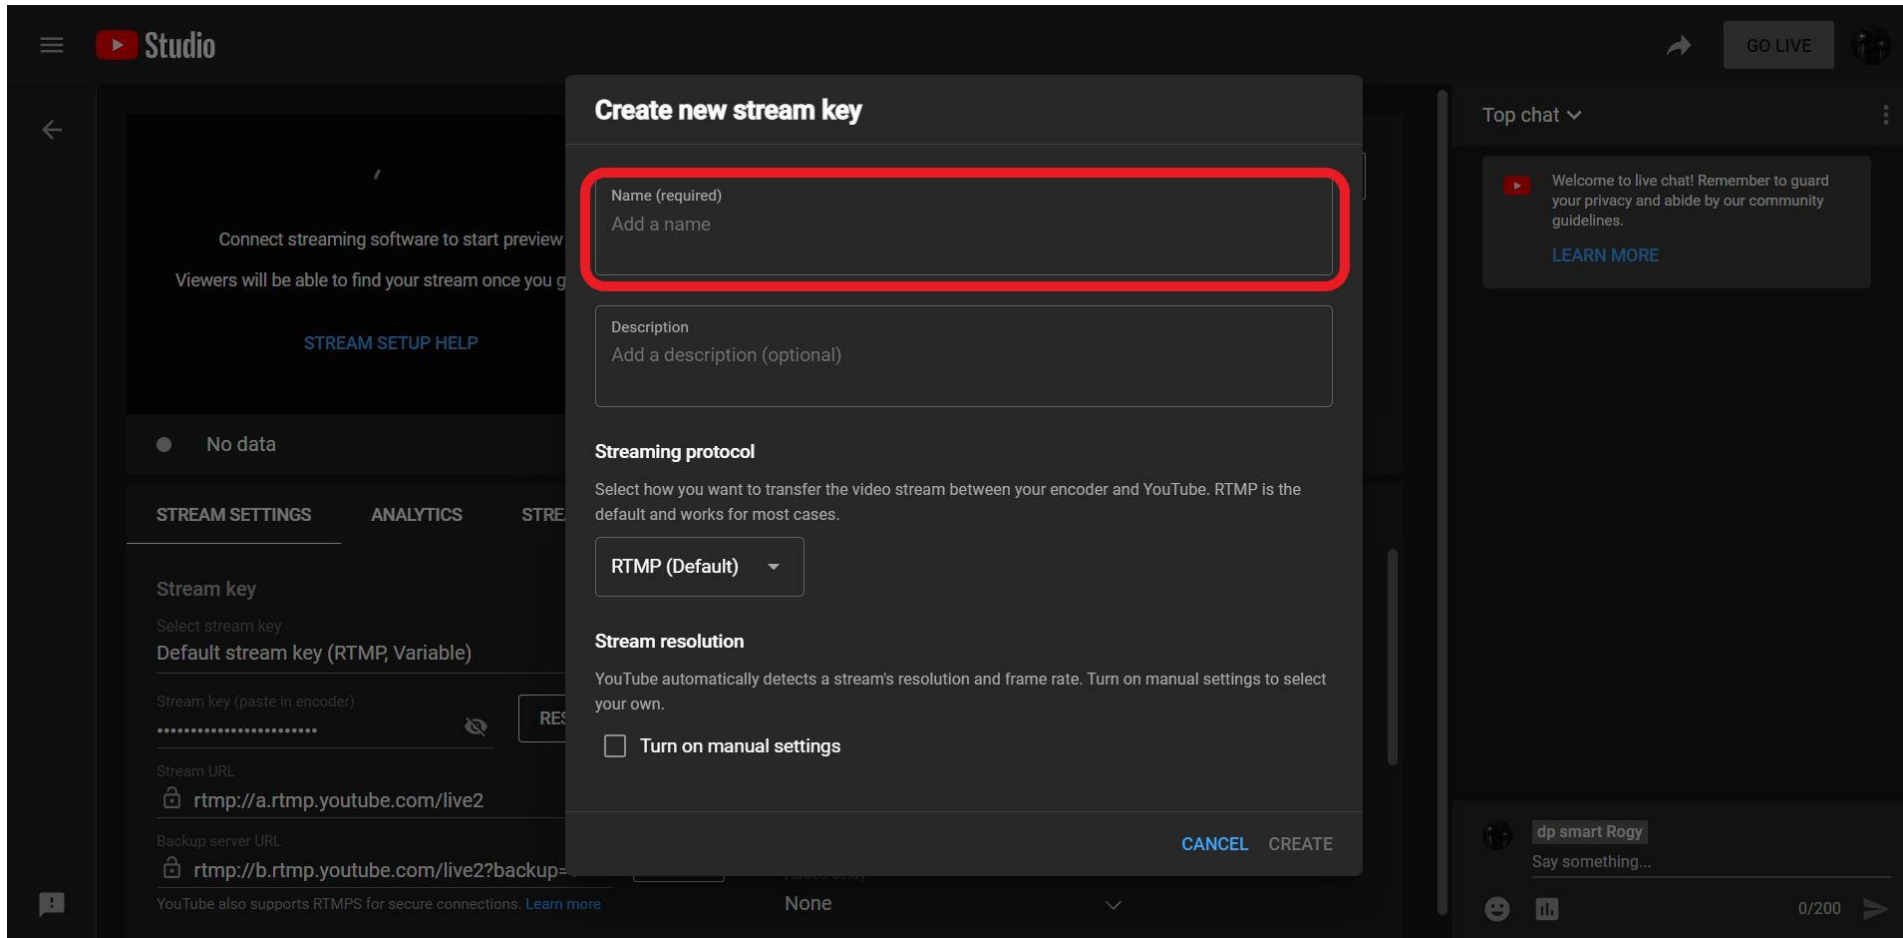 Studio
GO LIVE
Create new stream key
Name (required)
Add a name
Description
Add a description (optional)
Streaming protocol
Select how you want to transfer the video stream between your encoder and YouTube. RTMP is the
default and works for most cases.
RTMP (Default)
Stream resolution
YouTube automatically detects a stream's resolution and frame rate. Turn on manual settings to select
your own.
Turn on manual settings
CANCEL CREATE
Connect streaming software to start preview
Viewers will be able to find your stream once you g
STREAM SETUP HELP
No data
STREAM SETTINGS ANALYTICS STRE
Stream key
Select stream key
Default stream key (RTMP, Variable)
Stream key (paste in encoder)
••••••••••••••••••••••••
RES
Stream URL
rtmp://a.rtmp.youtube.com/live2
Backup server URL
rtmp://b.rtmp.youtube.com/live2?backup=
YouTube also supports RTMPS for secure connections. Learn more
None
Top chat
Welcome to live chat! Remember to guard
your privacy and abide by our community
guidelines.
LEARN MORE
dp smart Rogy
Say something...
0/200